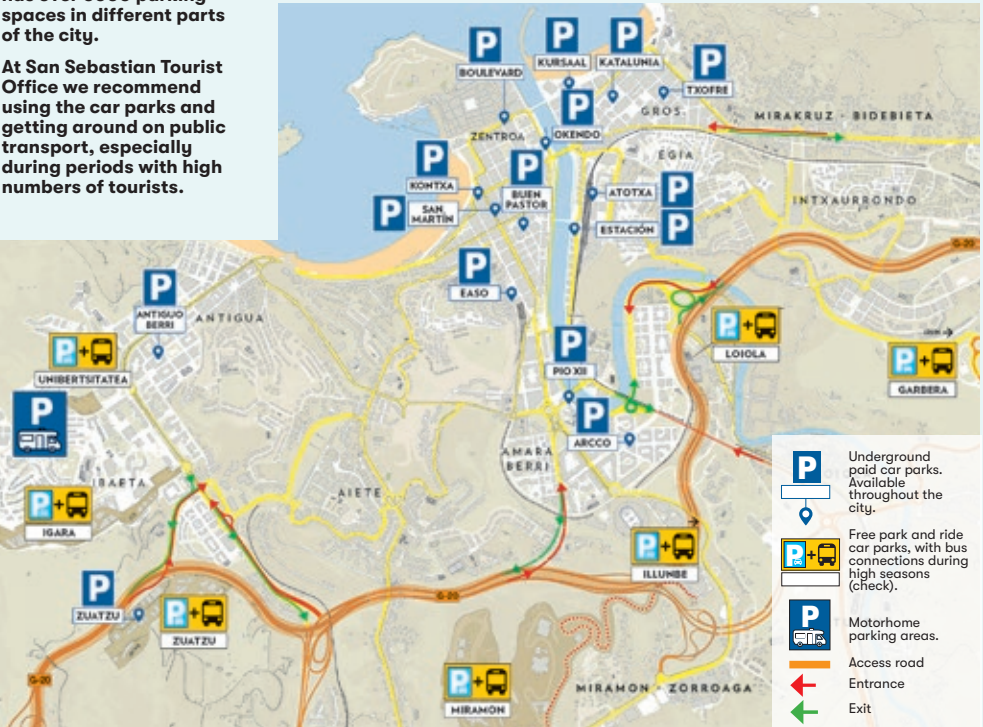 has over 8000 parking
spaces in different parts
of the city.
At San Sebastian Tourist
Office we recommend
using the car parks and
getting around on public
transport, especially
during periods with high
numbers of tourists.
P
BOULEVARD
P
KURSAAL
P
KATALUNIA
P
TXOFRE
P
OKENDO
GROS
MIRAKRUZ - BIDEBIETA
ZENTROA
EGIA
P
KONTXA
P
BUEN
PASTOR
P
ATOTXA
INTXAURRONDO
P
SAN
MARTIN
ESTACIÓN
P
G-20
P
EASO
P
ANTIGUO
BERRI
ANTIGUA
P+
UNIBERTSITATEA
P+
LOIOLA
P
PIO XII
P+
GARBERA
P
P
ARCCO
AMARA
BERRI
IBAETA
AIETE
P+
IGARA
P+
ILLUNBE
P
ZUATZU
P+
ZUATZU
G-20
G-20
P+
MIRAMON
MIRAMON - ZORROAGA
P
Underground
paid car parks.
Available
throughout the
city.
P+
Free park and ride
car parks, with bus
connections during
high seasons
(check).
P
Motorhome
parking areas.
Access road
Entrance
Exit